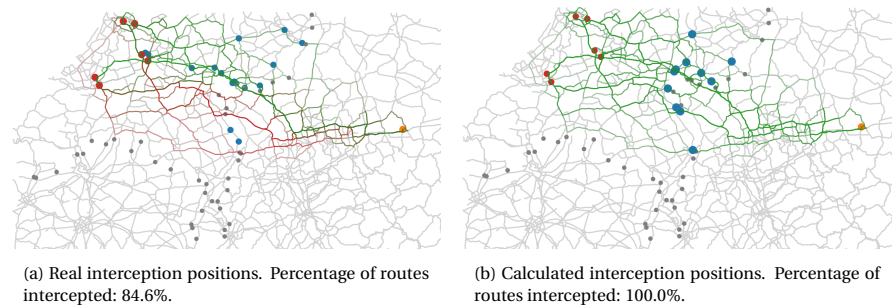 (a) Real interception positions. Percentage of routes
intercepted: 84.6%.
(b) Calculated interception positions. Percentage of
routes intercepted: 100.0%.